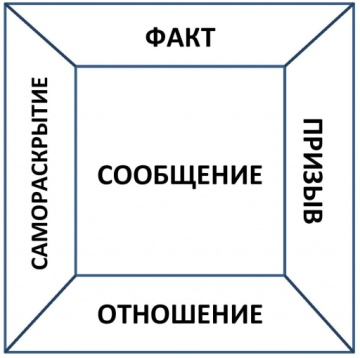 ФАКТ
САМОРАСКРЫТИЕ
СООБЩЕНИЕ
ПРИЗЫВ
ОТНОШЕНИЕ